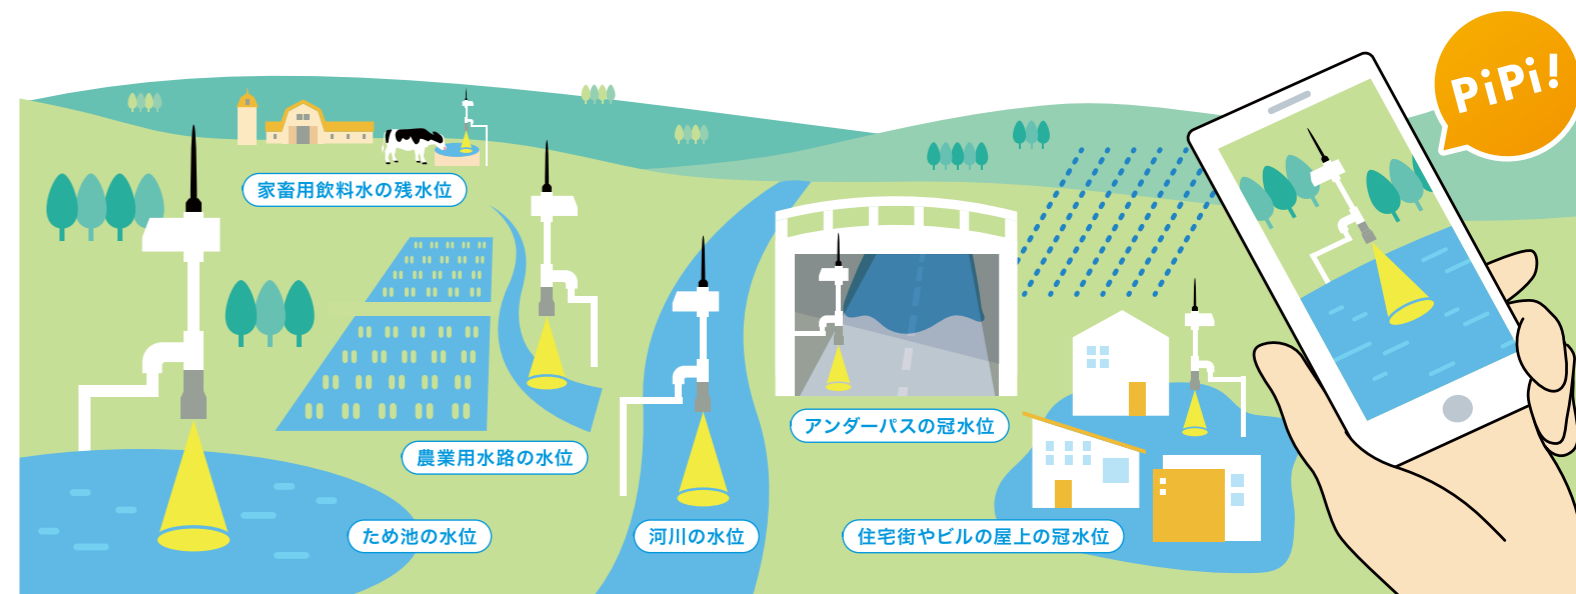 PiPi!
家畜用飲料水の残水位
アンダーパスの冠水位
農業用水路の水位
ため池の水位
河川の水位
住宅街やビルの屋上の冠水位